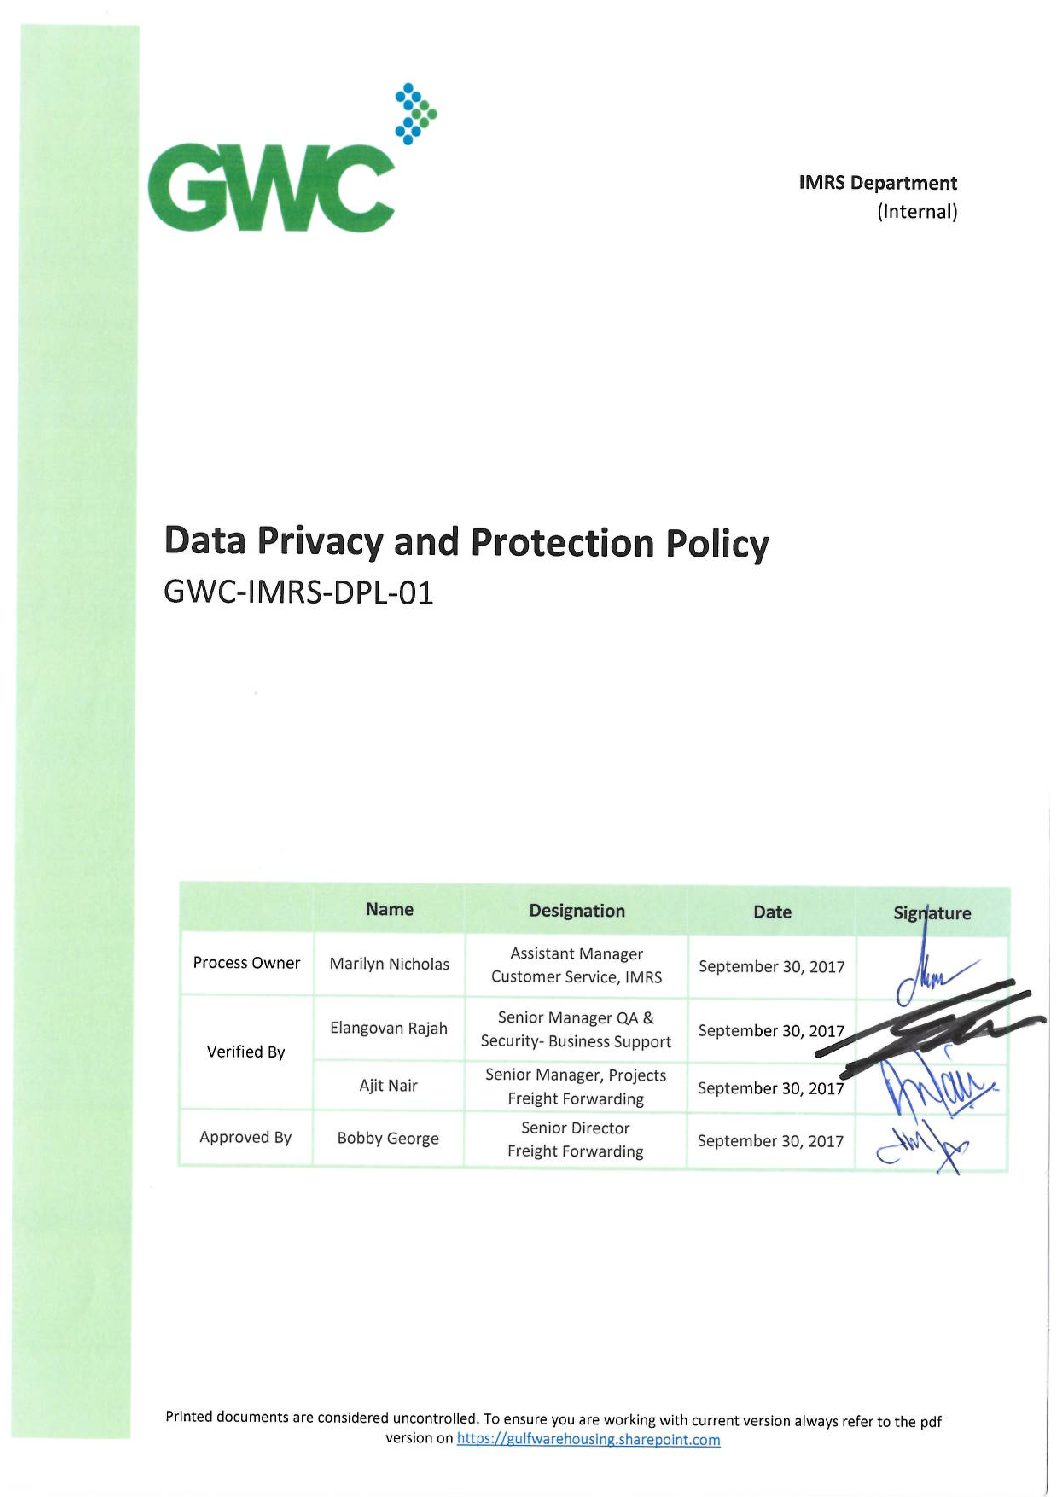 GWC
IMRS Department
(Internal)
Data Privacy and Protection Policy
GWC-IMRS-DPL-01
Name Designation Date Signature
Process Owner Marilyn Nicholas Assistant Manager
Customer Service, IMRS September 30, 2017
Verified By Elangovan Rajah Senior Manager QA &
Security- Business Support September 30, 2017
Ajit Nair Senior Manager, Projects
Freight Forwarding September 30, 2017
Approved By Bobby George Senior Director
Freight Forwarding September 30, 2017
Printed documents are considered uncontrolled. To ensure you are working with current version always refer to the pdf
version on https://gulfwarehousing.sharepoint.com